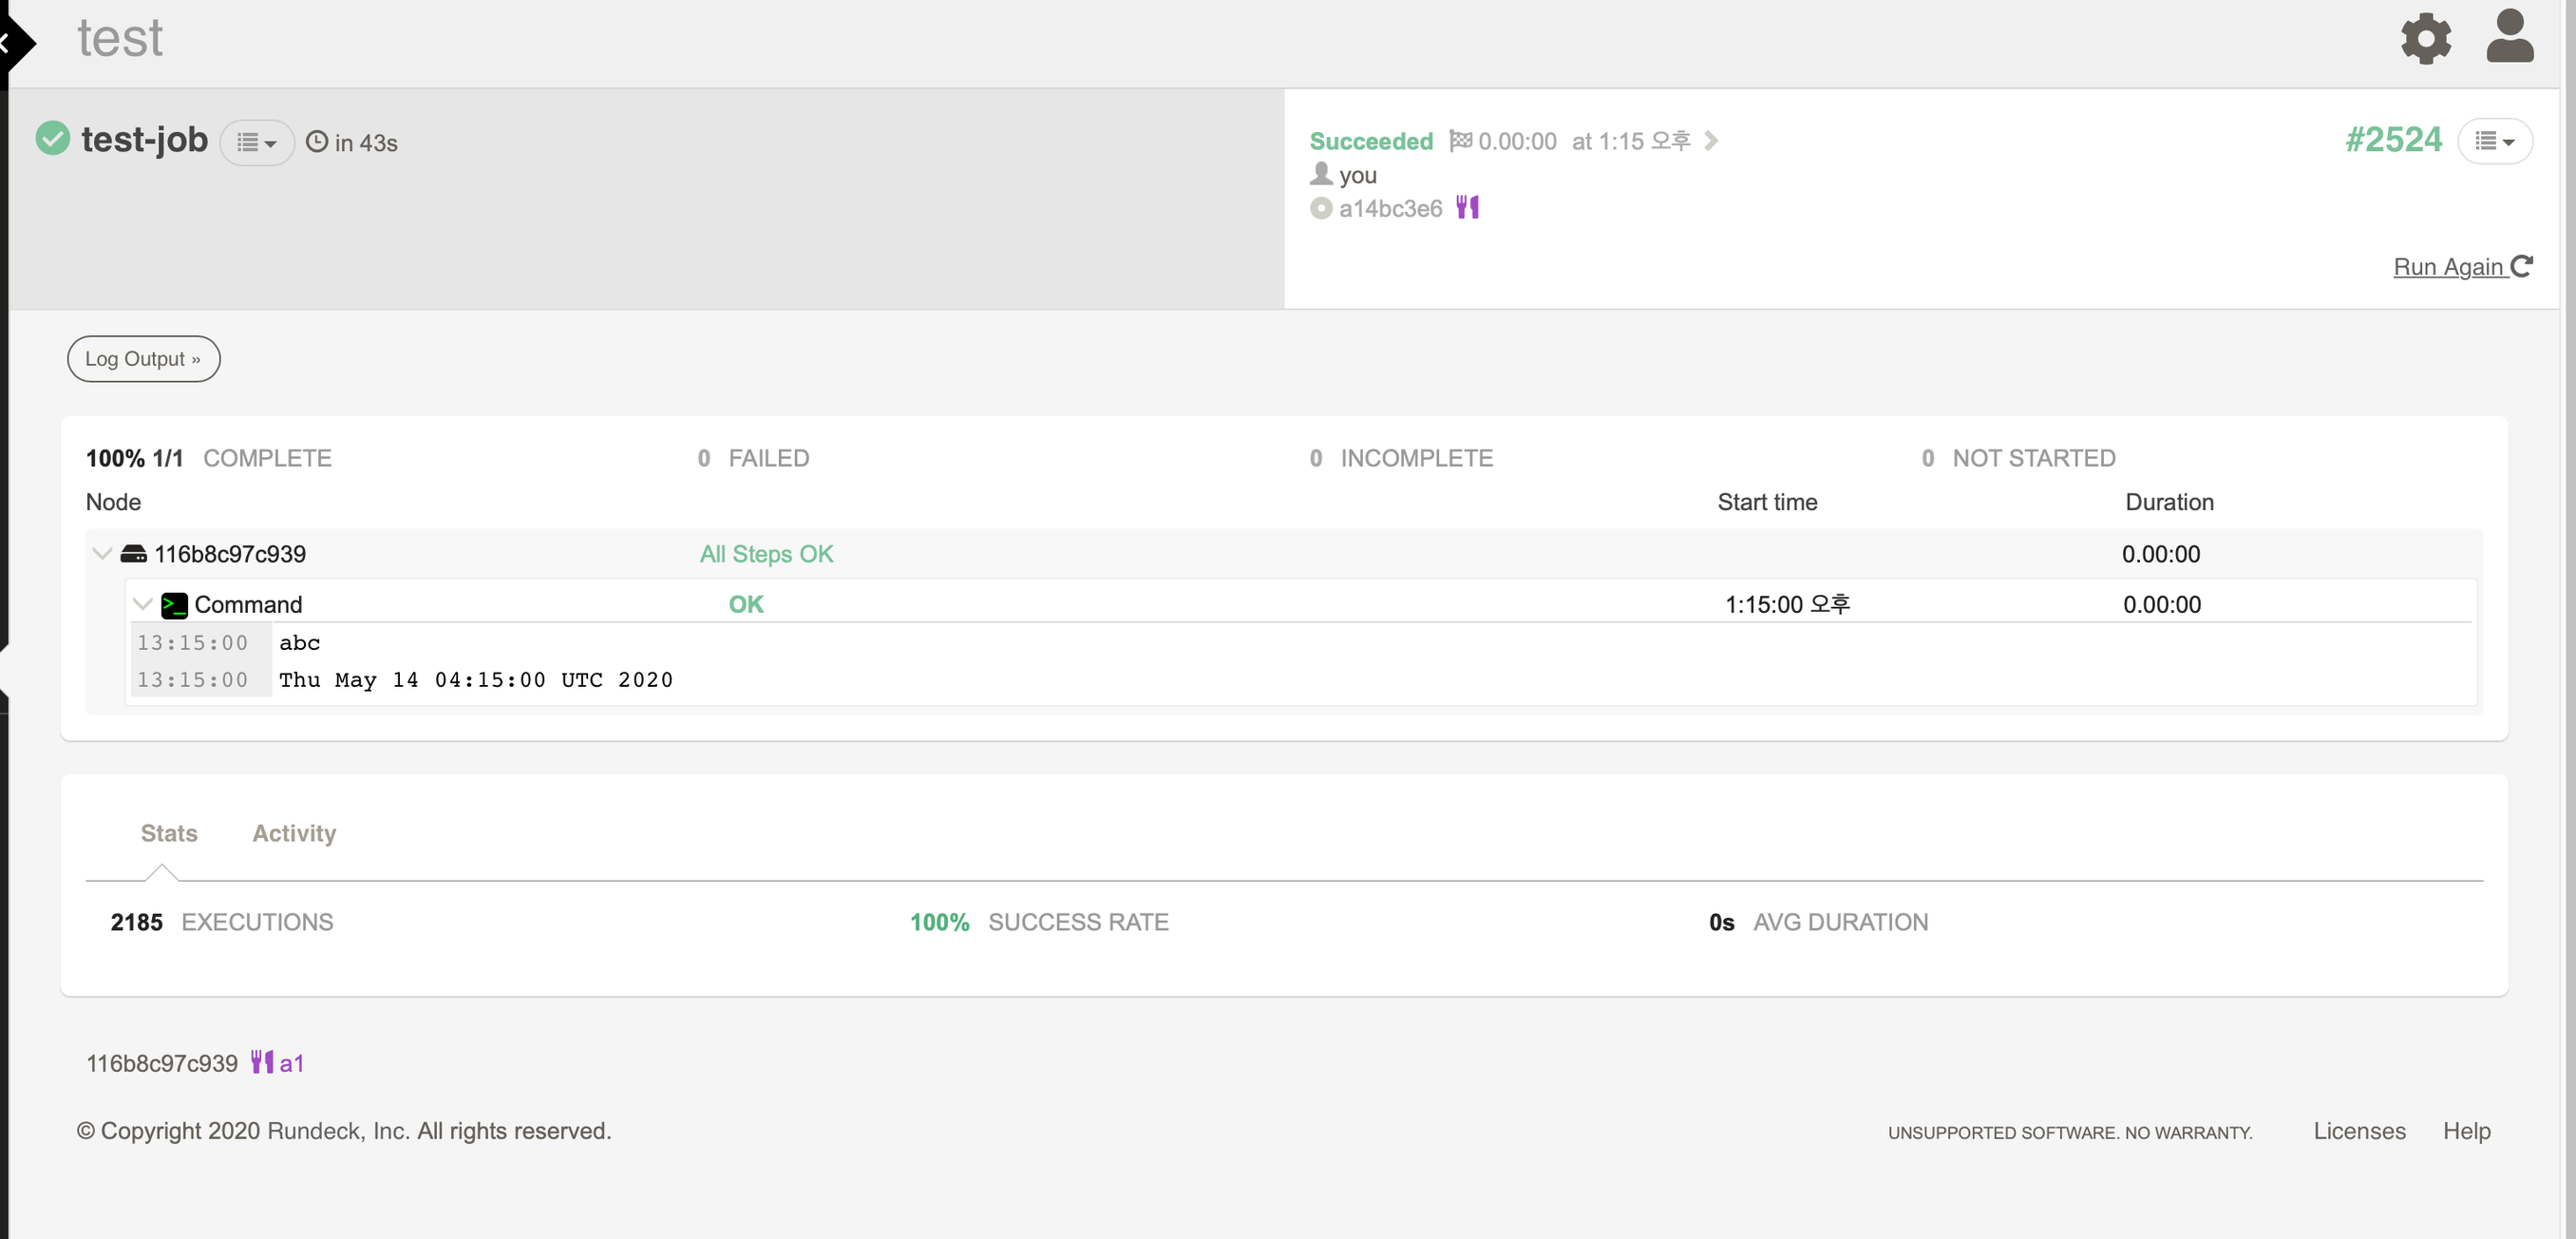 test
test-job in 43s
Succeeded 0.00:00 at 1:15 오후 #2524
you
a14bc3e6
Run Again
Log Output »
100% 1/1 COMPLETE 0 FAILED 0 INCOMPLETE 0 NOT STARTED
Node Start time Duration
116b8c97c939 All Steps OK 0.00:00
>_ Command OK 1:15:00 오후 0.00:00
13:15:00 abc
13:15:00 Thu May 14 04:15:00 UTC 2020
Stats Activity
2185 EXECUTIONS 100% SUCCESS RATE 0s AVG DURATION
116b8c97c939 a1
© Copyright 2020 Rundeck, Inc. All rights reserved. UNSUPPORTED SOFTWARE. NO WARRANTY. Licenses Help